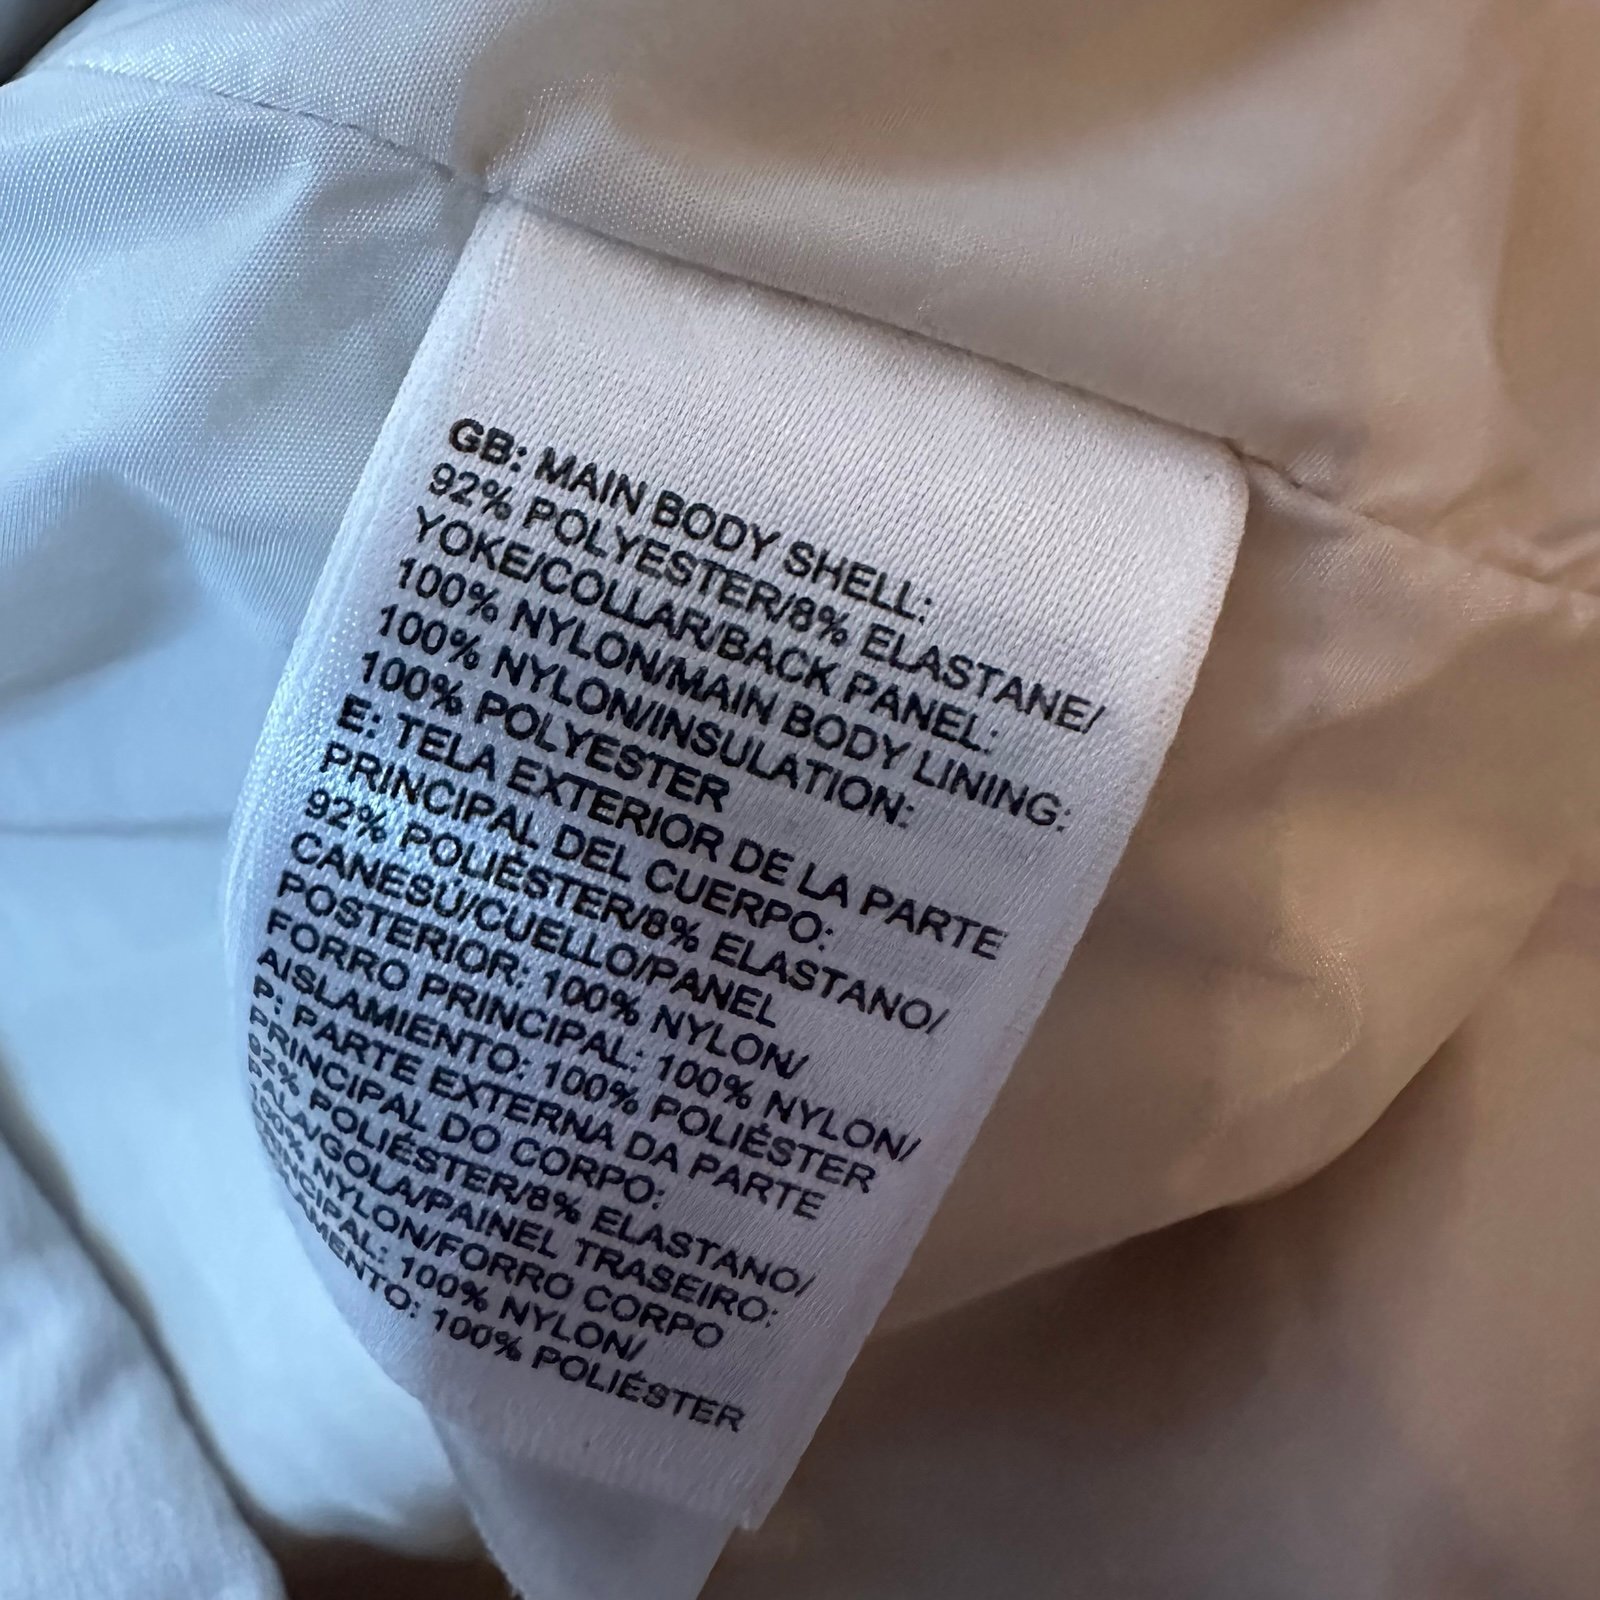 GB: MAIN BODY SHELL:
92% POLYESTER/8% ELASTANE/
YOKE/COLLAR/BACK PANEL:
100% NYLON/MAIN BODY LINING:
100% NYLON/INSULATION:
100% POLYESTER
E: TELA EXTERIOR DE LA PARTE
PRINCIPAL DEL CUERPO:
92% POLIÉSTER/8% ELASTANO/
CANESÚ/CUELLO/PANEL
POSTERIOR: 100% NYLON/
FORRO PRINCIPAL: 100% NYLON/
AISLAMIENTO: 100% POLIÉSTER
P: PARTE EXTERNA DA PARTE
PRINCIPAL DO CORPO:
92% POLIÉSTER/8% ELASTANO/
PALA/GOLA/PAINEL TRASEIRO:
100% NYLON/FORRO CORPO
100% NYLON/
100% POLIÉSTER